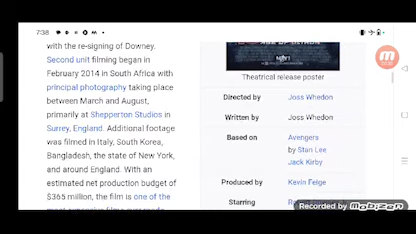 7:38
with the re-signing of Downey.
Second unit filming began in
February 2014 in South Africa with
principal photography taking
place between March and August,
primarily at Shepperton Studios in
Surrey, England. Additional footage
was filmed in Italy, South Korea,
Bangladesh, the state of New York,
and around England. With an
estimated net production budget of
$365 million, the film is one of the
Theatrical release poster
Directed by Joss Whedon
Written by Joss Whedon
Based on Avengers
by Stan Lee
Jack Kirby
Produced by Kevin Feige
Starring
Recorded by Mobizen